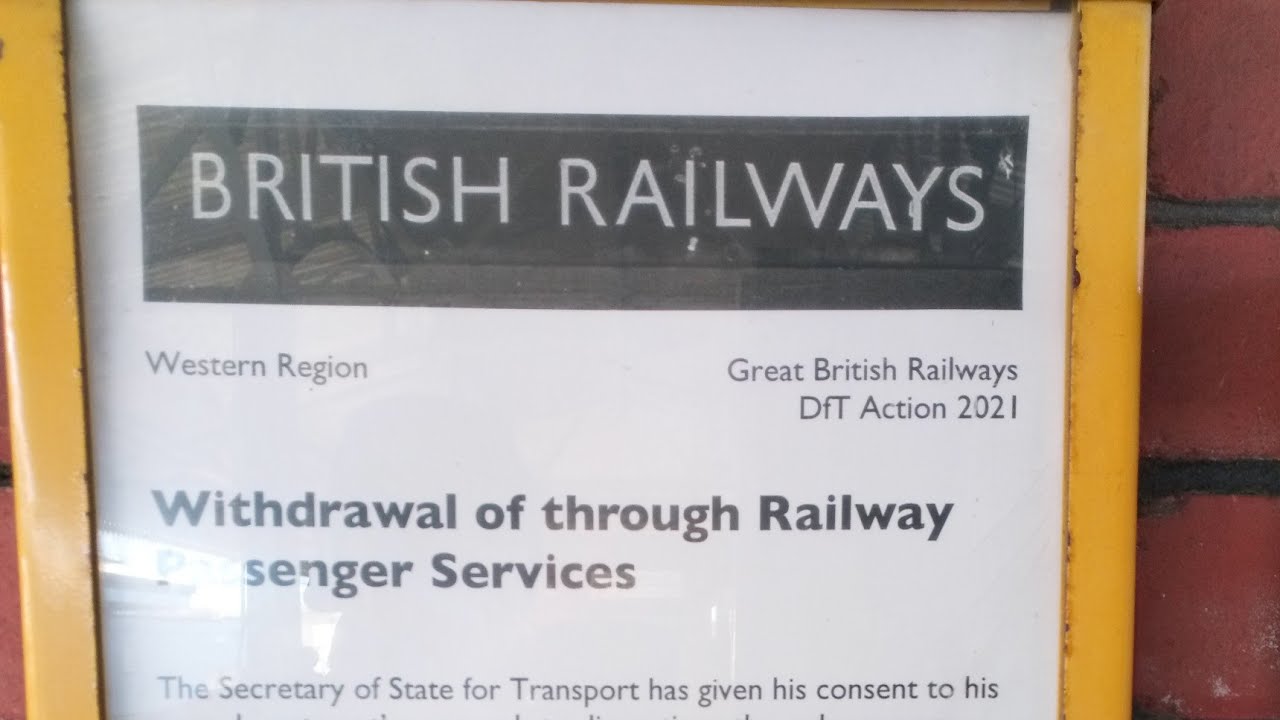 BRITISH RAILWAYS
Western Region
Great British Railways
DfT Action 2021
Withdrawal of through Railway
Passenger Services
The Secretary of State for Transport has given his consent to his